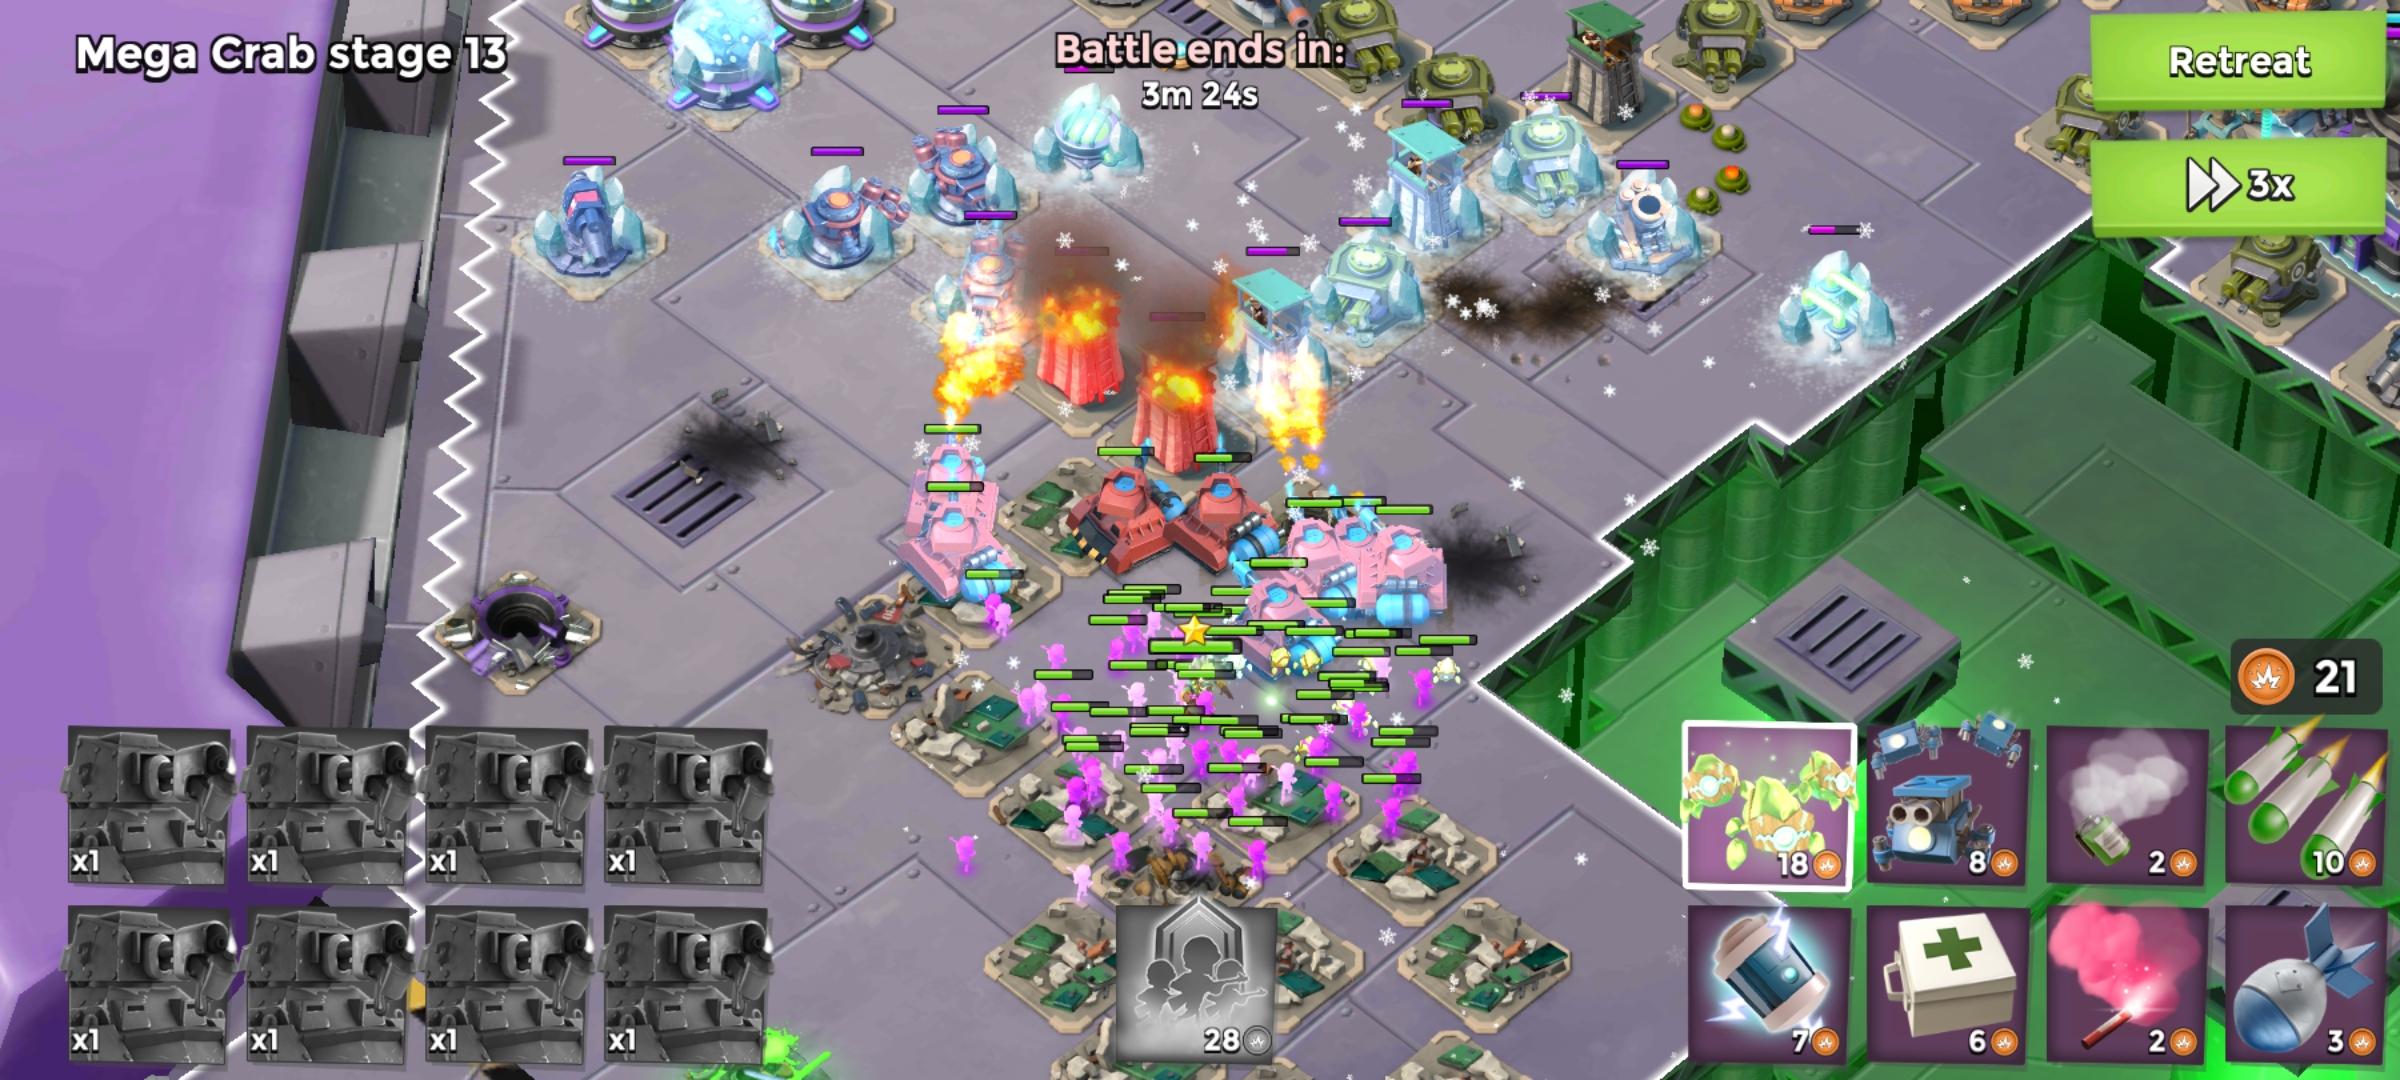 Mega Crab stage 13
Battle ends in:
3m 24s
Retreat
3x
21
x1
x1
x1
x1
18
8
2
10
x1
x1
x1
x1
28
7
6
2
3